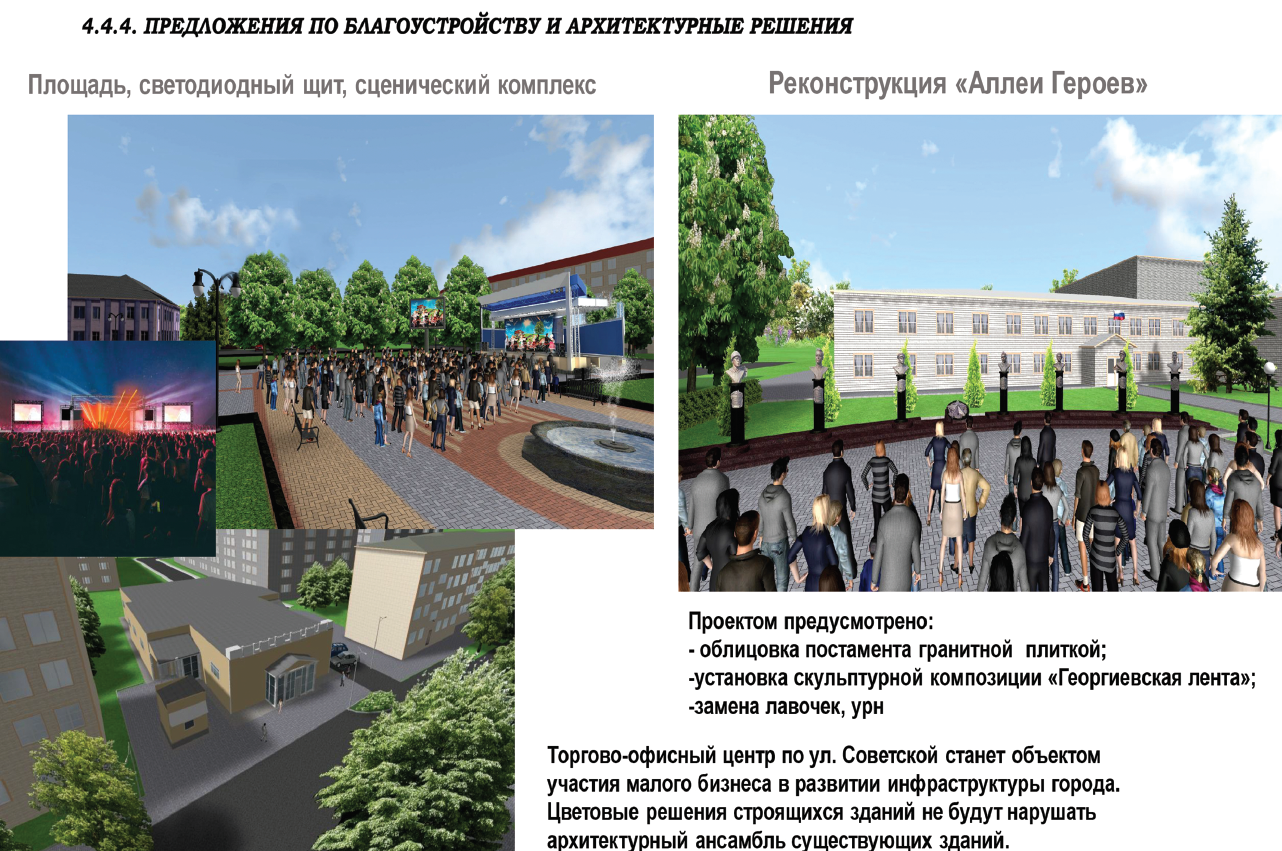 4.4.4. ПРЕДЛОЖЕНИЯ ПО БЛАГОУСТРОЙСТВУ И АРХИТЕКТУРНЫЕ РЕШЕНИЯ
Площадь, светодиодный щит, сценический комплекс
Реконструкция «Аллеи Героев»
Проектом предусмотрено:
- облицовка постамента гранитной плиткой;
-установка скульптурной композиции «Георгиевская лента»;
-замена лавочек, урн
Торгово-офисный центр по ул. Советской станет объектом
участия малого бизнеса в развитии инфраструктуры города.
Цветовые решения строящихся зданий не будут нарушать
архитектурный ансамбль существующих зданий.